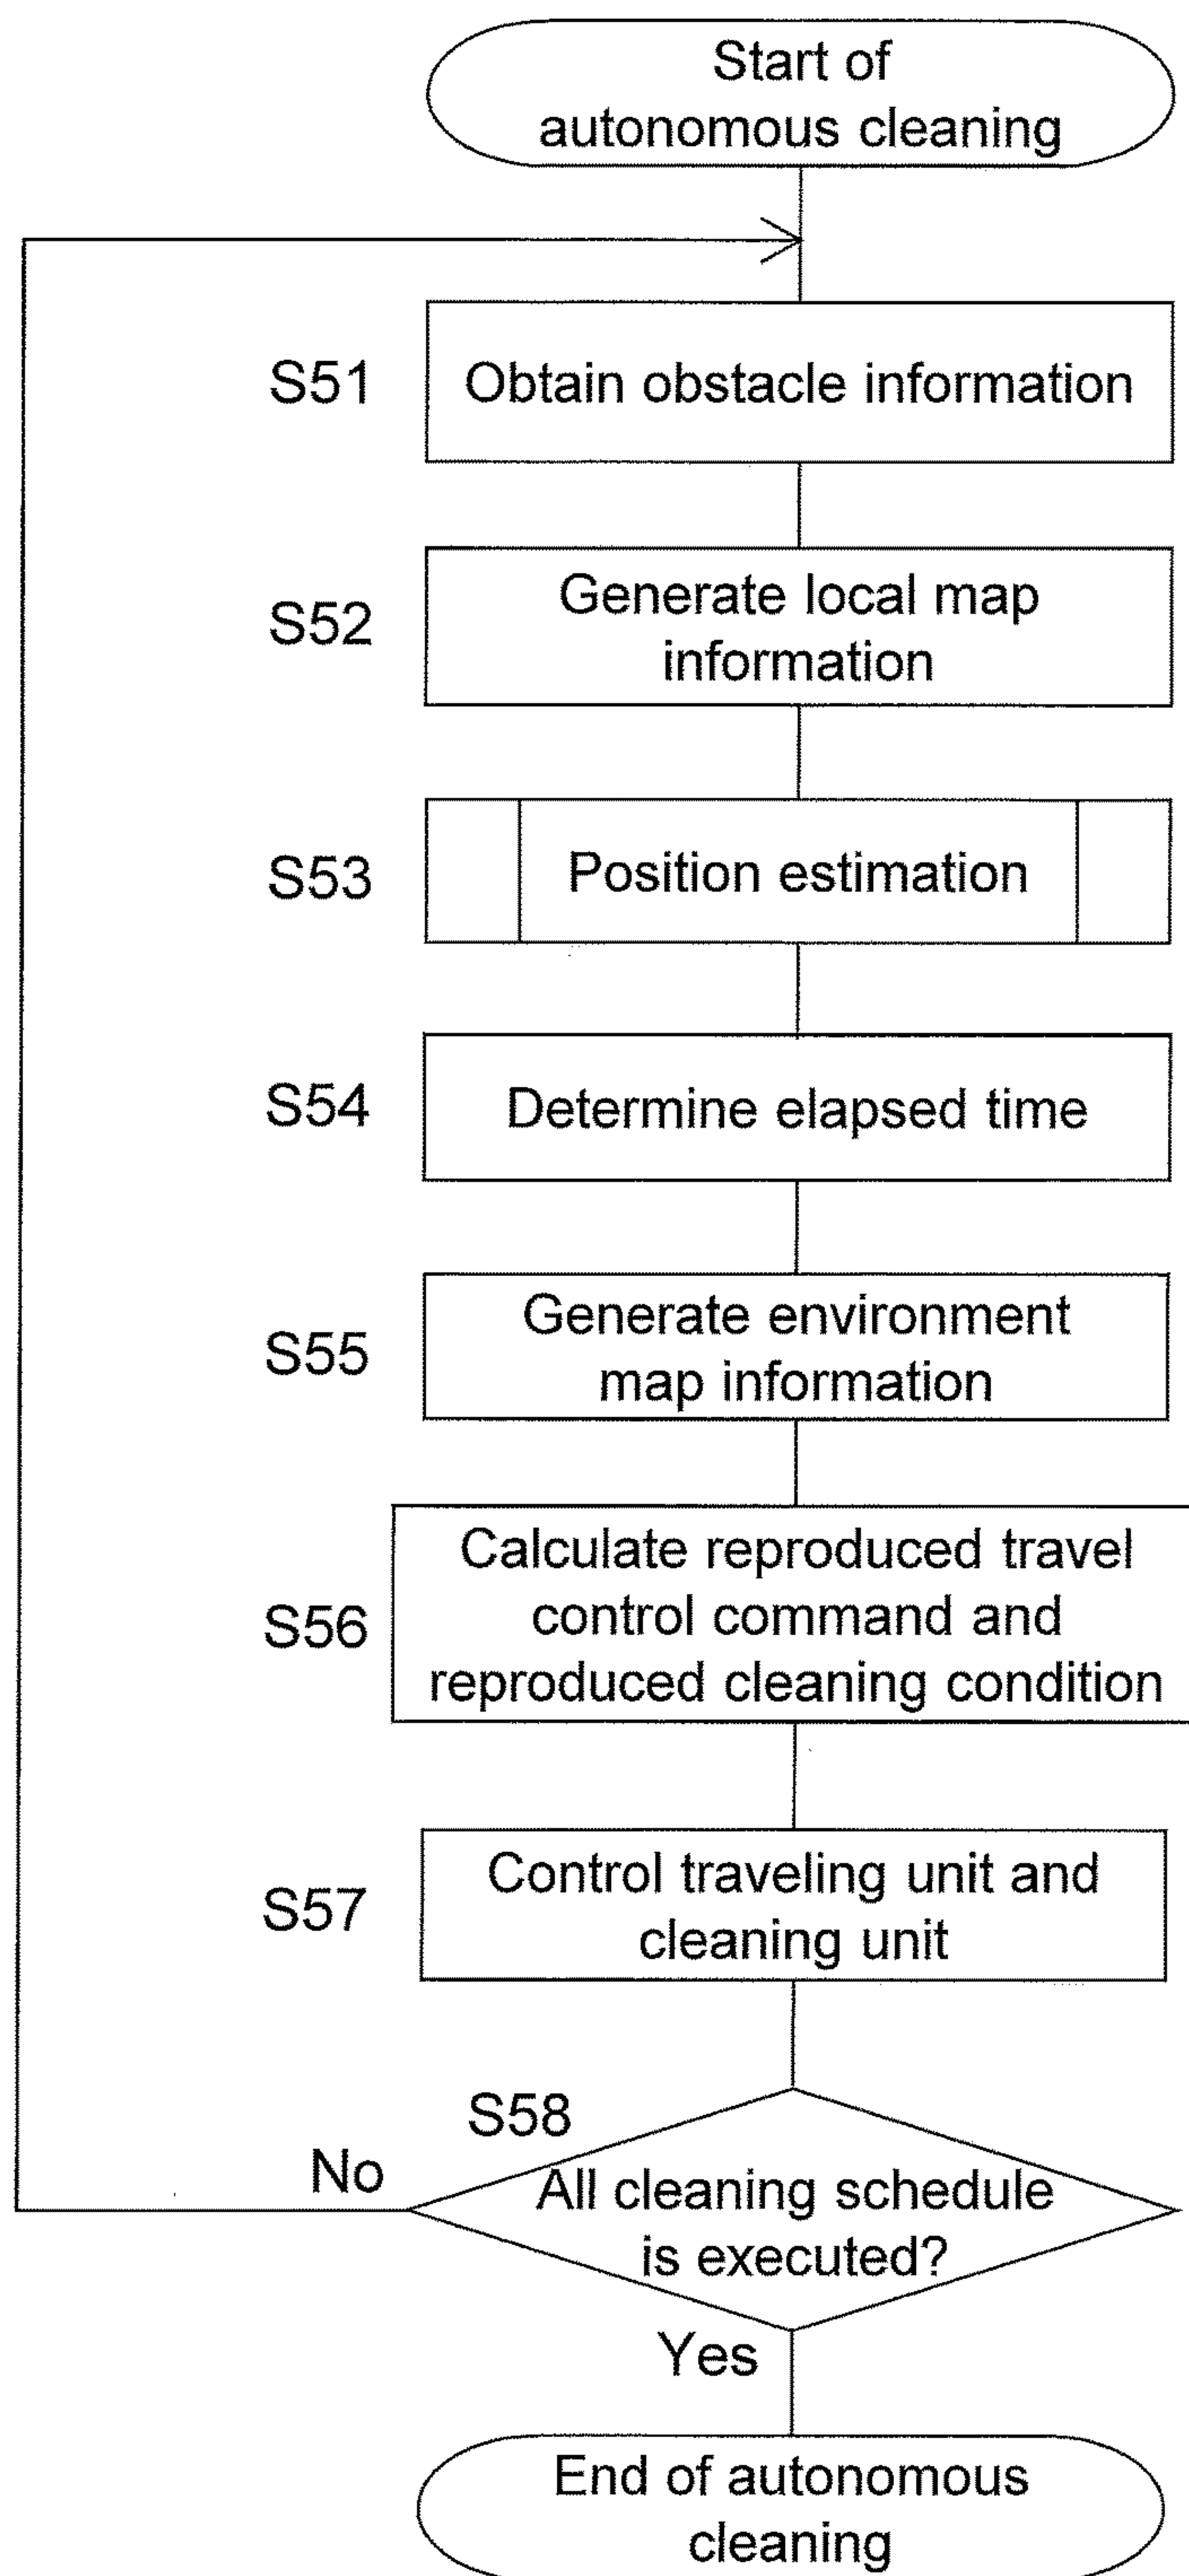 Start of
autonomous cleaning
S51
Obtain obstacle information
S52
Generate local map
information
S53
Position estimation
S54
Determine elapsed time
S55
Generate environment
map information
S56
Calculate reproduced travel
control command and
reproduced cleaning condition
S57
Control traveling unit and
cleaning unit
S58
No
All cleaning schedule
is executed?
Yes
End of autonomous
cleaning